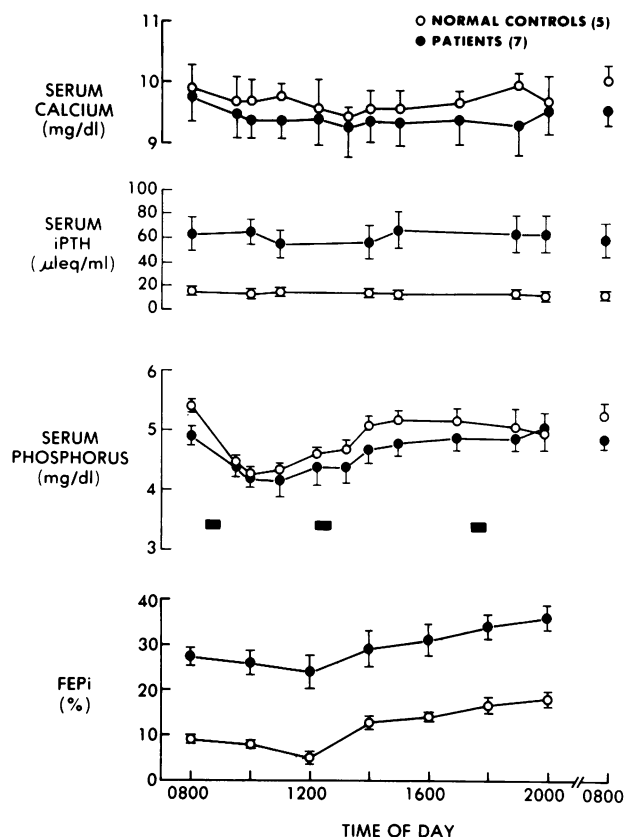 ○ NORMAL CONTROLS (5)
● PATIENTS (7)
SERUM
CALCIUM
(mg/dl)
11
10
9
SERUM
iPTH
(μleq/ml)
100
80
60
40
20
0
SERUM
PHOSPHORUS
(mg/dl)
6
5
4
3
FEPi
(%)
40
30
20
10
0
0800 1200 1600 2000 0800
TIME OF DAY